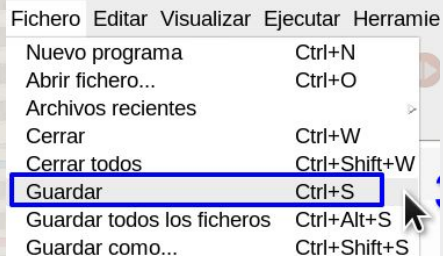 Fichero Editar Visualizar Ejecutar Herramie
Nuevo programa Ctrl+N
Abrir fichero... Ctrl+O
Archivos recientes
Cerrar Ctrl+W
Cerrar todos Ctrl+Shift+W
Guardar Ctrl+S
Guardar todos los ficheros Ctrl+Alt+S
Guardar como... Ctrl+Shift+S